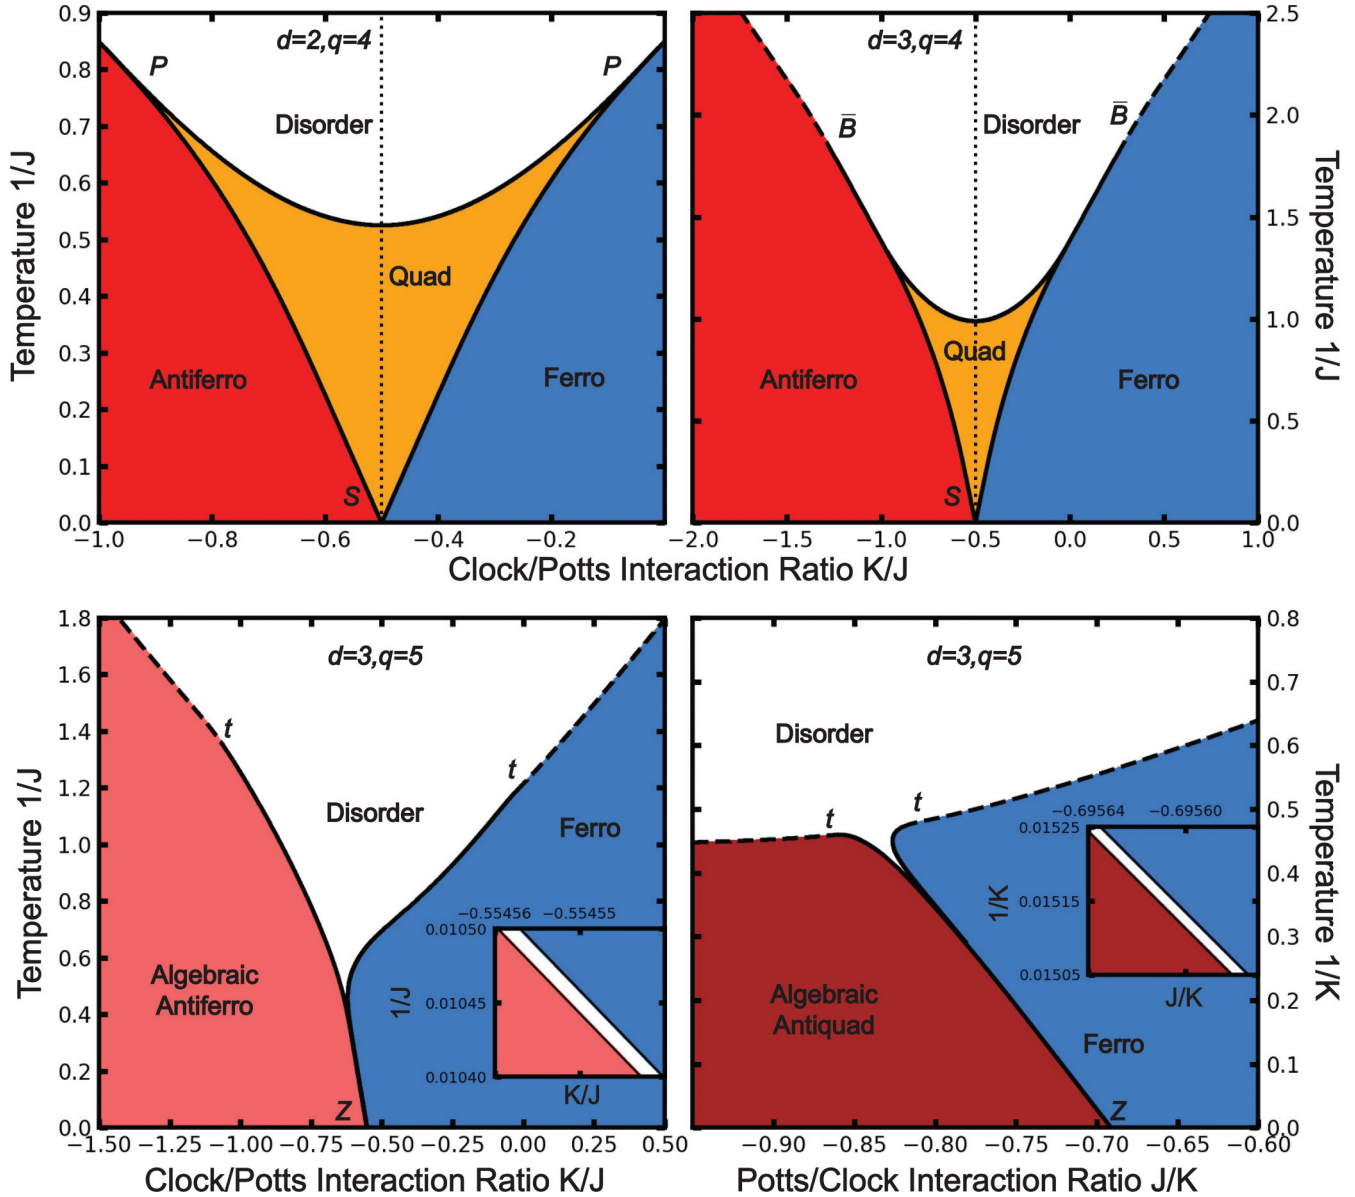 0.9
0.8
0.7
0.6
0.5
0.4
0.3
0.2
0.1
0.0
Temperature 1/J
d=2,q=4
P
P
Disorder
Quad
Antiferro
Ferro
S
−1.0
−0.8
−0.6
−0.4
−0.2
d=3,q=4
B̅
B̅
Disorder
Quad
Antiferro
Ferro
S
2.5
2.0
1.5
1.0
0.5
0.0
Temperature 1/J
−2.0
−1.5
−1.0
−0.5
0.0
0.5
1.0
Clock/Potts Interaction Ratio K/J
1.8
1.6
1.4
1.2
1.0
0.8
0.6
0.4
0.2
0.0
Temperature 1/J
d=3,q=5
t
t
Disorder
Ferro
Algebraic
Antiferro
Z
−0.55456
−0.55455
0.01050
0.01045
0.01040
1/J
K/J
−1.50
−1.25
−1.00
−0.75
−0.50
−0.25
0.00
0.25
0.50
Clock/Potts Interaction Ratio K/J
d=3,q=5
Disorder
t
t
Algebraic
Antiquad
Ferro
Z
−0.69564
−0.69560
0.01525
0.01515
0.01505
1/K
J/K
0.8
0.7
0.6
0.5
0.4
0.3
0.2
0.1
0.0
Temperature 1/K
−0.90
−0.85
−0.80
−0.75
−0.70
−0.65
−0.60
Potts/Clock Interaction Ratio J/K